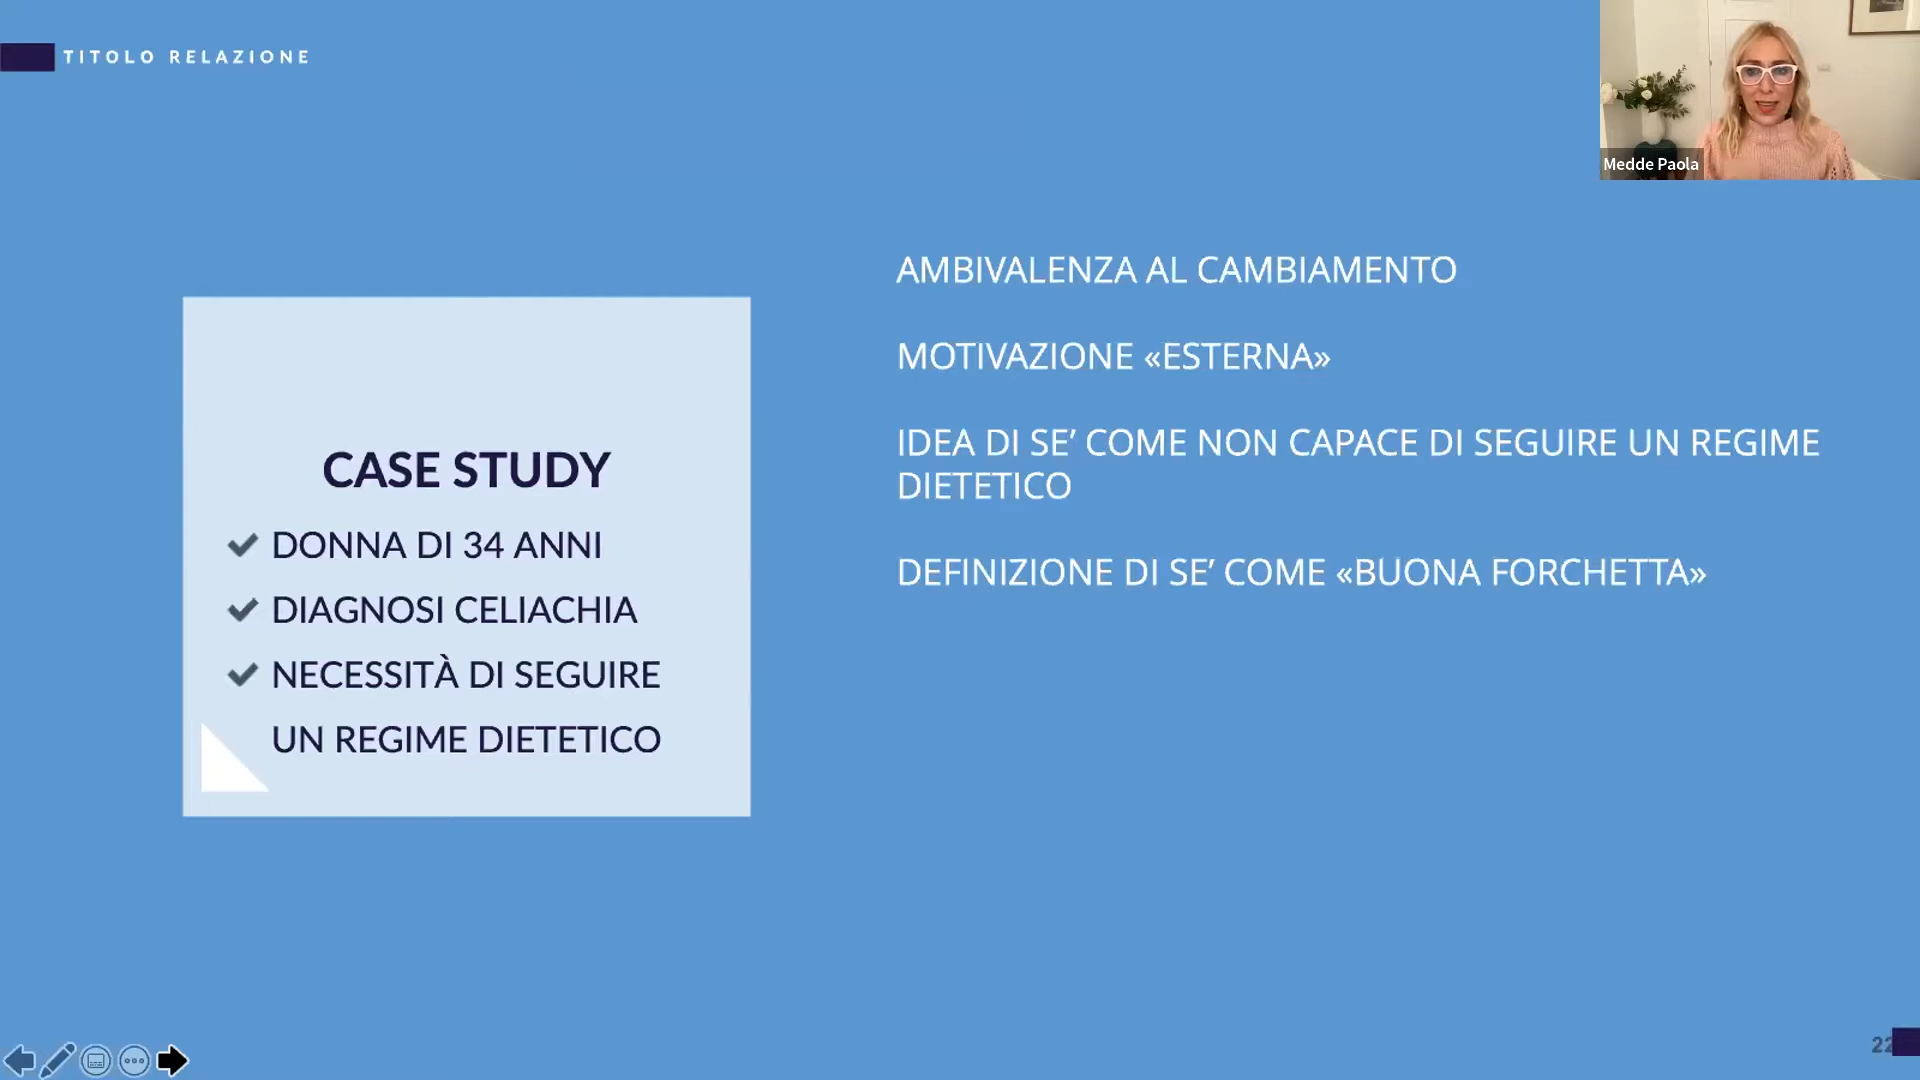 TITOLO RELAZIONE
Medde Paola
CASE STUDY
DONNA DI 34 ANNI
DIAGNOSI CELIACHIA
NECESSITÀ DI SEGUIRE
UN REGIME DIETETICO
AMBIVALENZA AL CAMBIAMENTO
MOTIVAZIONE «ESTERNA»
IDEA DI SE’ COME NON CAPACE DI SEGUIRE UN REGIME
DIETETICO
DEFINIZIONE DI SE’ COME «BUONA FORCHETTA»
22